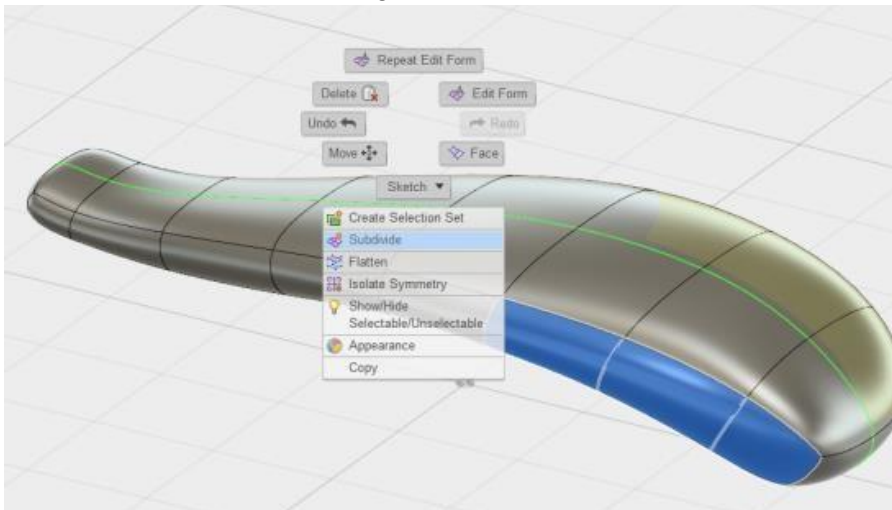 Repeat Edit Form
Delete
Edit Form
Undo
Redo
Move
Face
Sketch
Create Selection Set
Subdivide
Flatten
Isolate Symmetry
Show/Hide
Selectable/Unselectable
Appearance
Copy